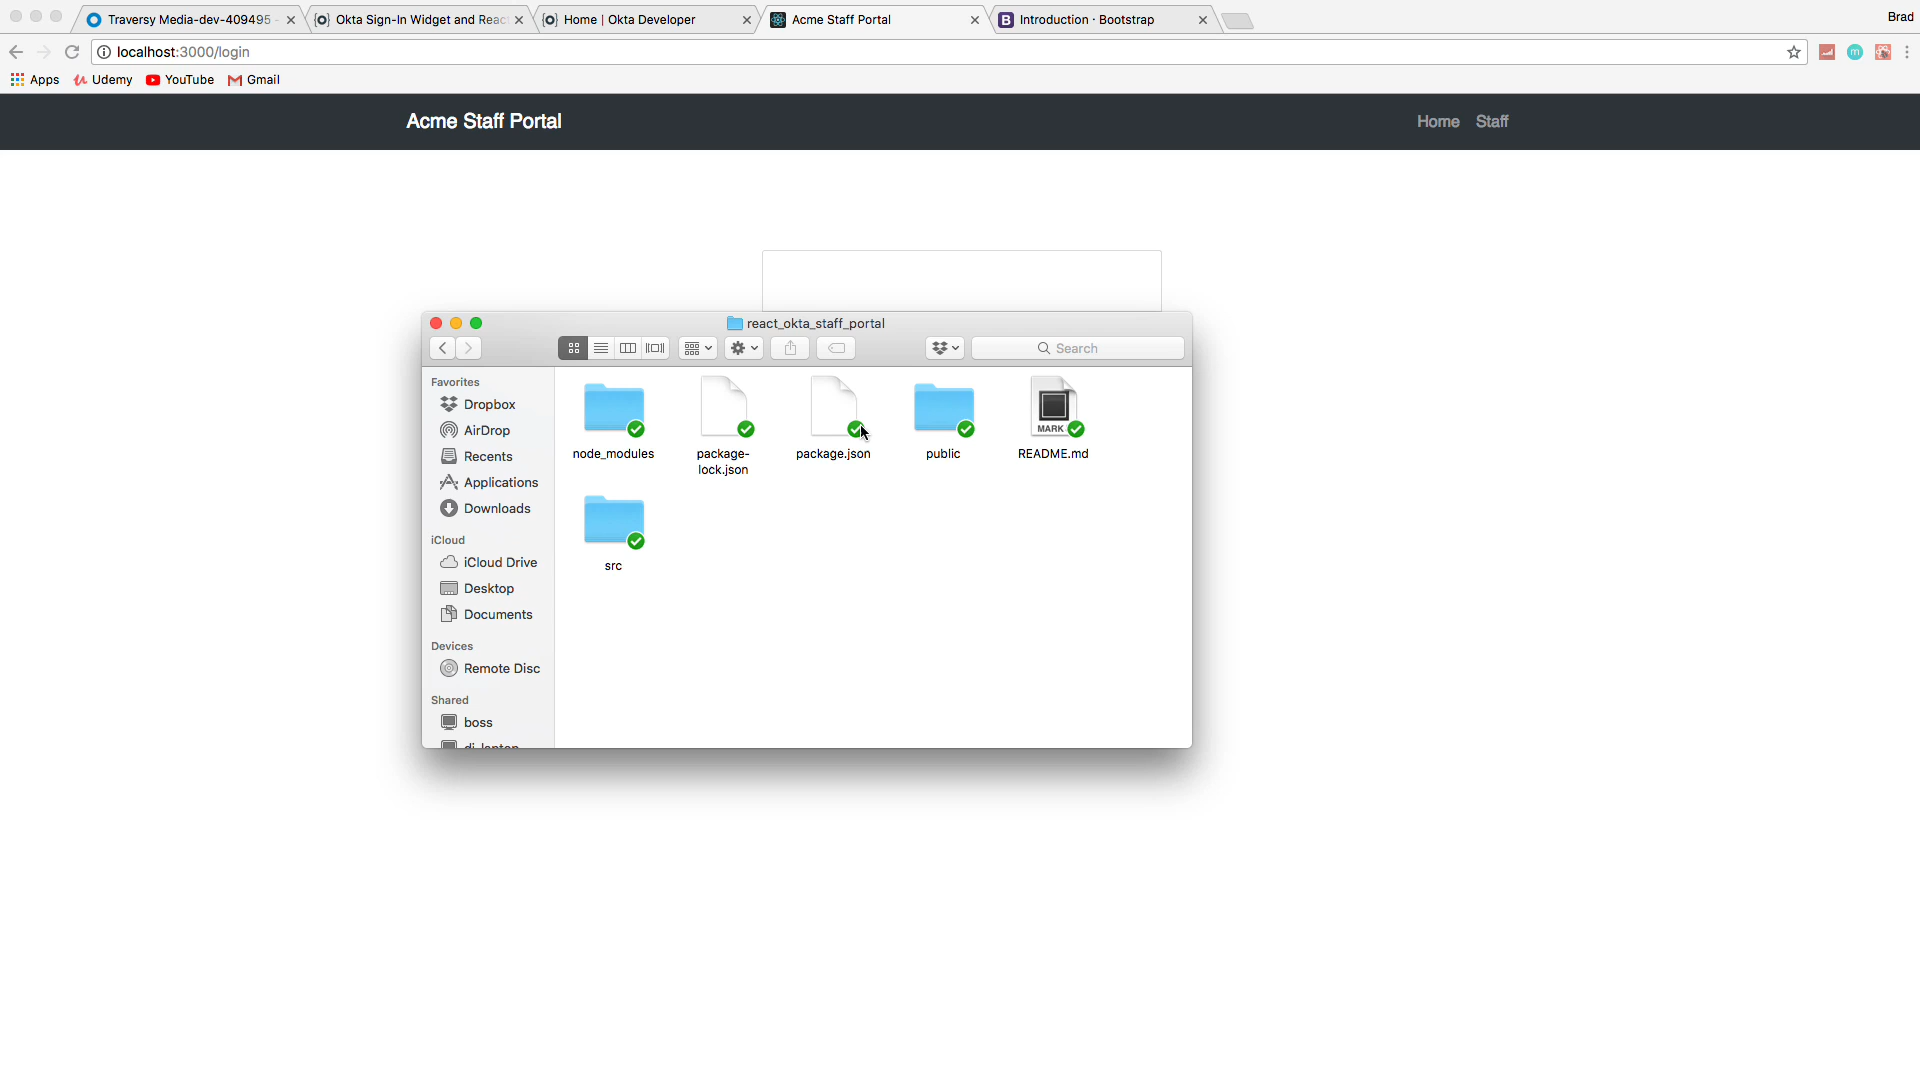 Traversy Media-dev-409495 -
Okta Sign-In Widget and Reac
Home | Okta Developer
Acme Staff Portal
Introduction · Bootstrap
Brad
localhost:3000/login
Apps
Udemy
YouTube
Gmail
Acme Staff Portal
Home
Staff
react_okta_staff_portal
Search
Favorites
Dropbox
AirDrop
Recents
Applications
Downloads
iCloud
iCloud Drive
Desktop
Documents
Devices
Remote Disc
Shared
boss
node_modules
package-
lock.json
package.json
public
MARK
README.md
src